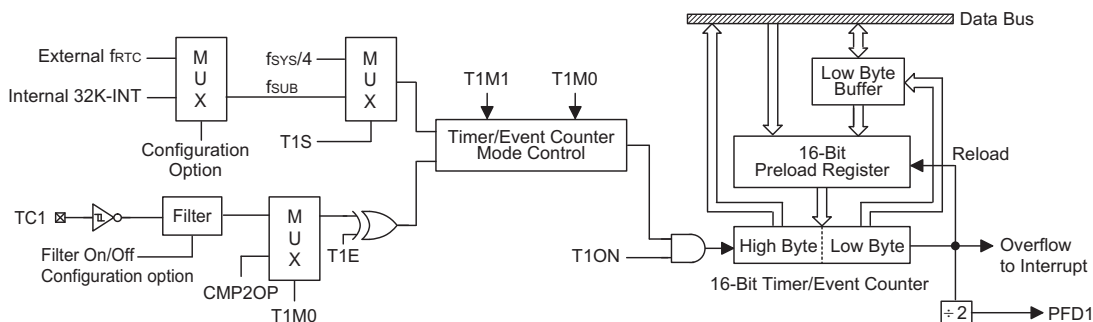 Data Bus
External fRTC
Internal 32K-INT
M
U
X
Configuration
Option
fSYS/4
fSUB
M
U
X
T1S
T1M1
T1M0
Timer/Event Counter
Mode Control
Low Byte
Buffer
16-Bit
Preload Register
Reload
TC1
Filter
Filter On/Off
Configuration option
M
U
X
CMP2OP
T1M0
T1E
T1ON
High Byte
Low Byte
16-Bit Timer/Event Counter
Overflow
to Interrupt
÷ 2
PFD1